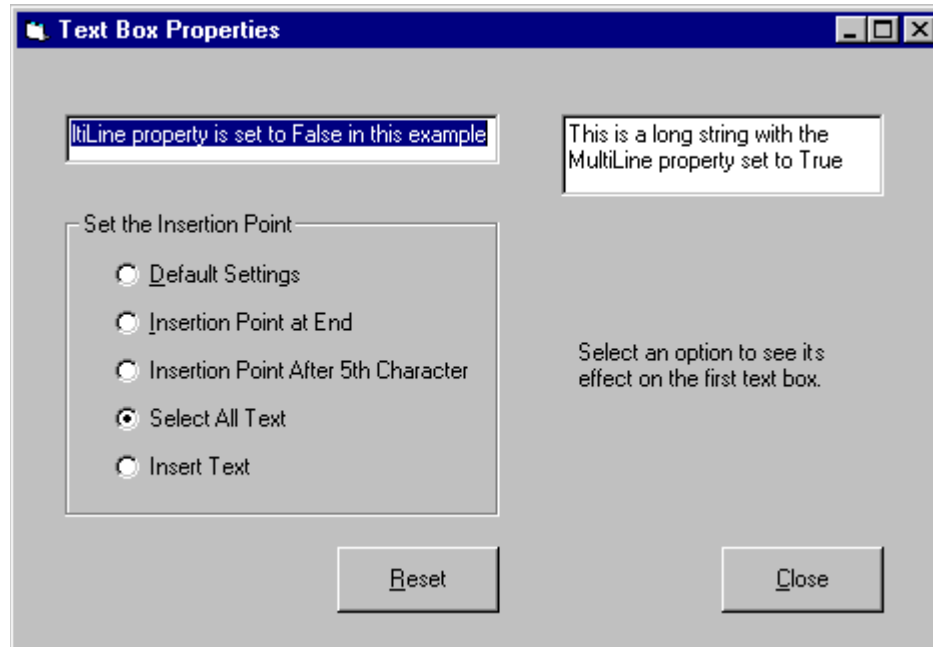 Text Box Properties
ltiLine property is set to False in this example
This is a long string with the
MultiLine property set to True
Set the Insertion Point
Default Settings
Insertion Point at End
Insertion Point After 5th Character
Select All Text
Insert Text
Select an option to see its
effect on the first text box.
Reset
Close